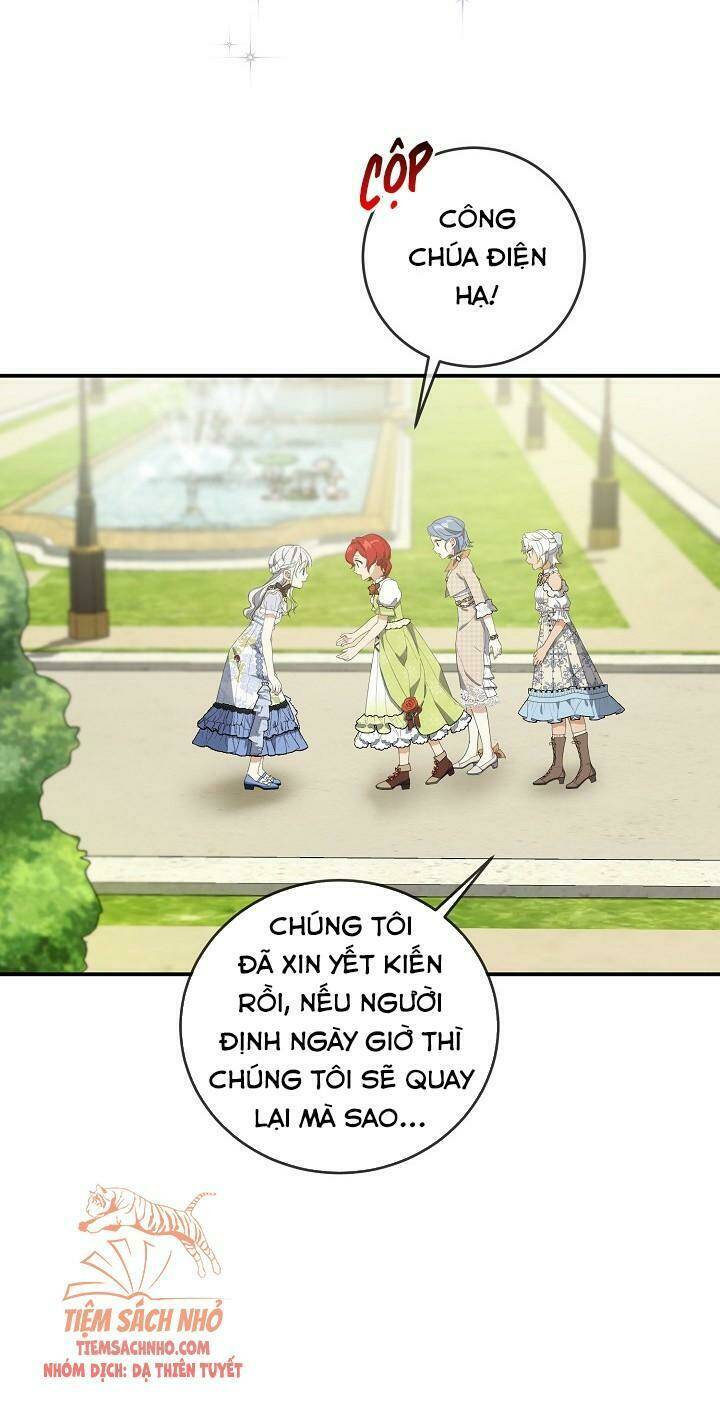 CỘP
CÔNG
CHÚA ĐIỆN
HẠ!
CHÚNG TÔI
ĐÃ XIN YẾT KIẾN
RỒI, NẾU NGƯỜI
ĐỊNH NGÀY GIỜ THÌ
CHÚNG TÔI SẼ QUAY
LẠI MÀ SAO...
TIỆM SÁCH NHỎ
TIEMSACHNHO.COM
NHÓM DỊCH: DẠ THIÊN TUYẾT